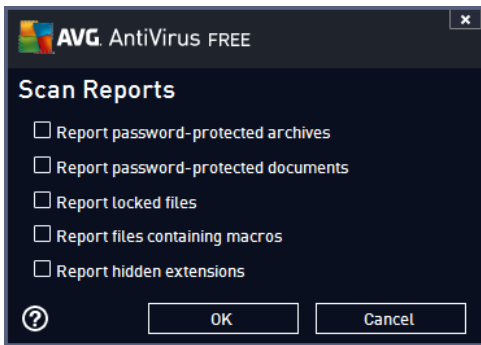 AVG. AntiVirus FREE
Scan Reports
Report password-protected archives
Report password-protected documents
Report locked files
Report files containing macros
Report hidden extensions
? OK Cancel